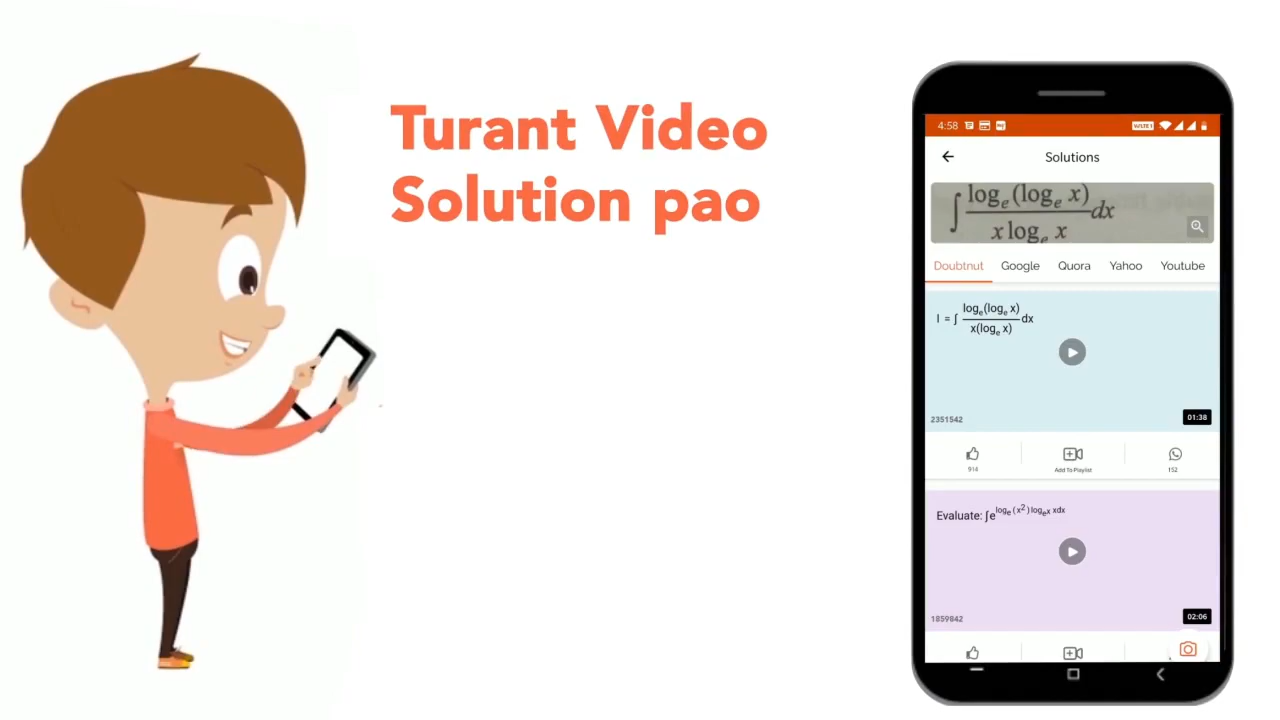 Turant Video
Solution pao
4:58
VoLTE1
Solutions
∫ logₑ(logₑ x) / x logₑ x dx
Doubtnut Google Quora Yahoo Youtube
I = ∫ logₑ(logₑ x) / x(logₑ x) dx
2351542 01:38
914 Add To Playlist 152
Evaluate: ∫e^logₑ(x²)logₑx xdx
1859842 02:06